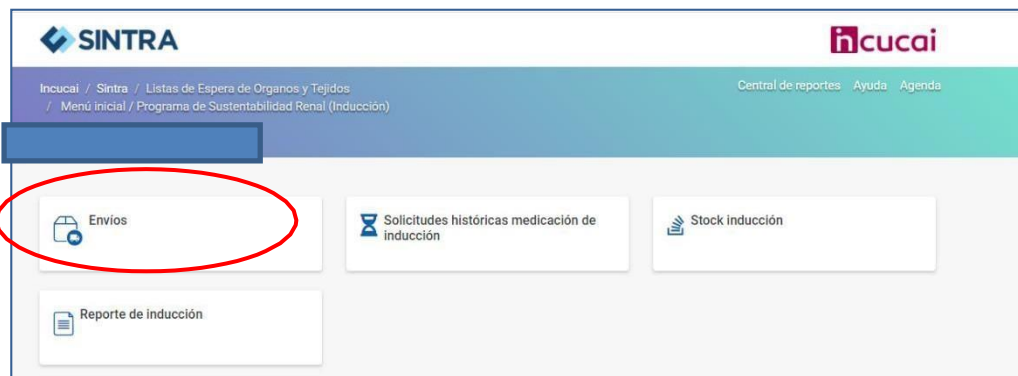 SINTRA
incucai
Incucai / Sintra / Listas de Espera de Organos y Tejidos
/ Menú inicial / Programa de Sustentabilidad Renal (Inducción)
Central de reportes Ayuda Agenda
Envíos
Solicitudes históricas medicación de
inducción
Stock inducción
Reporte de inducción